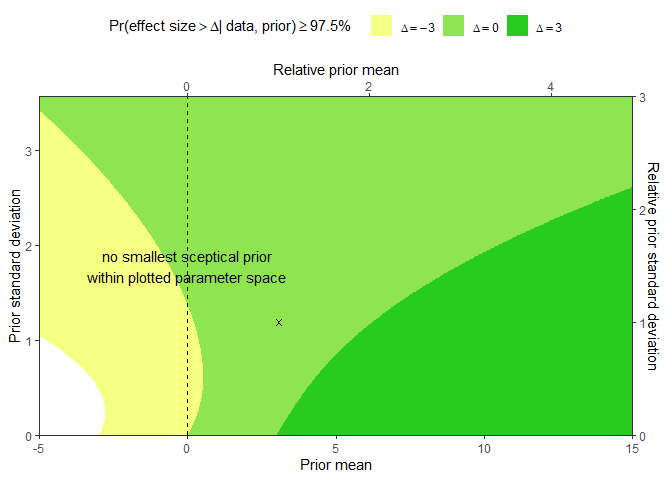 Pr(effect size > Δ| data, prior) ≥ 97.5% Δ = −3 Δ = 0 Δ = 3
Relative prior mean
0 2 4
3
2
1
0
Prior standard deviation
no smallest sceptical prior
within plotted parameter space
x
3
2
1
0
Relative prior standard deviation
-5 0 5 10 15
Prior mean